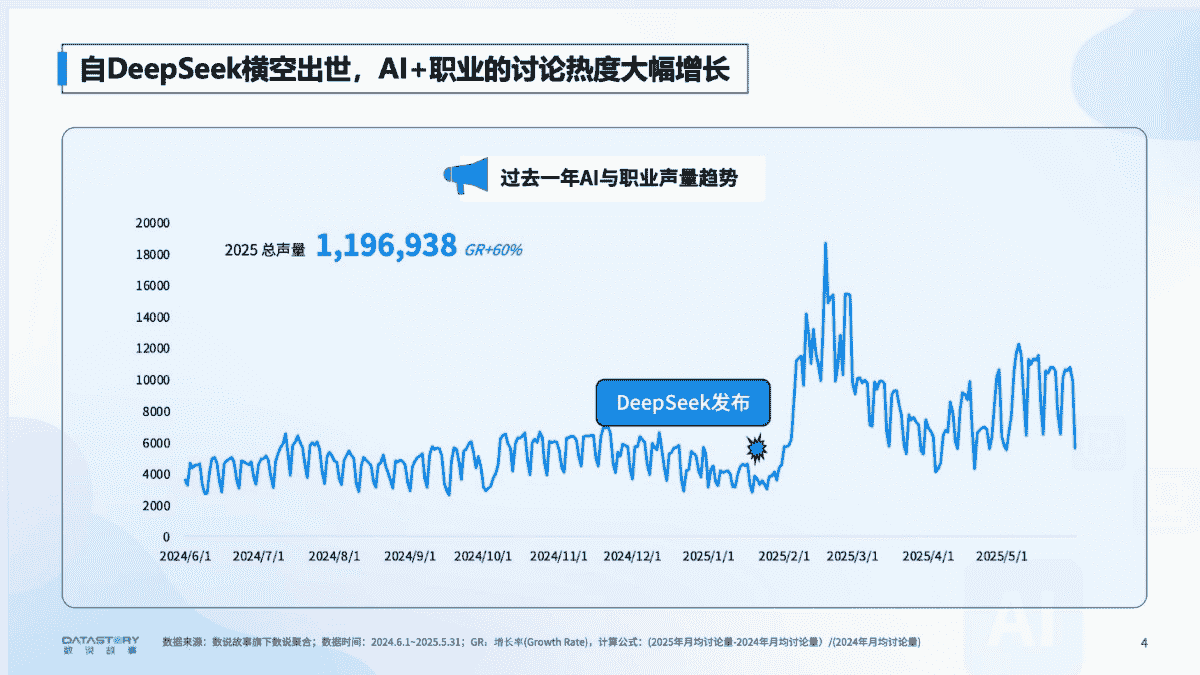 自DeepSeek横空出世，AI+职业的讨论热度大幅增长
过去一年AI与职业声量趋势
20000
2025 总声量 1,196,938 GR+60%
18000
16000
14000
12000
10000
DeepSeek发布
8000
6000
4000
2000
0
2024/6/1 2024/7/1 2024/8/1 2024/9/1 2024/10/1 2024/11/1 2024/12/1 2025/1/1 2025/2/1 2025/3/1 2025/4/1 2025/5/1
AI
DATASTORY
数说故事
数据来源：数说故事旗下数说聚合；数据时间：2024.6.1~2025.5.31；GR：增长率(Growth Rate)，计算公式：(2025年月均讨论量-2024年月均讨论量）/(2024年月均讨论量)
4